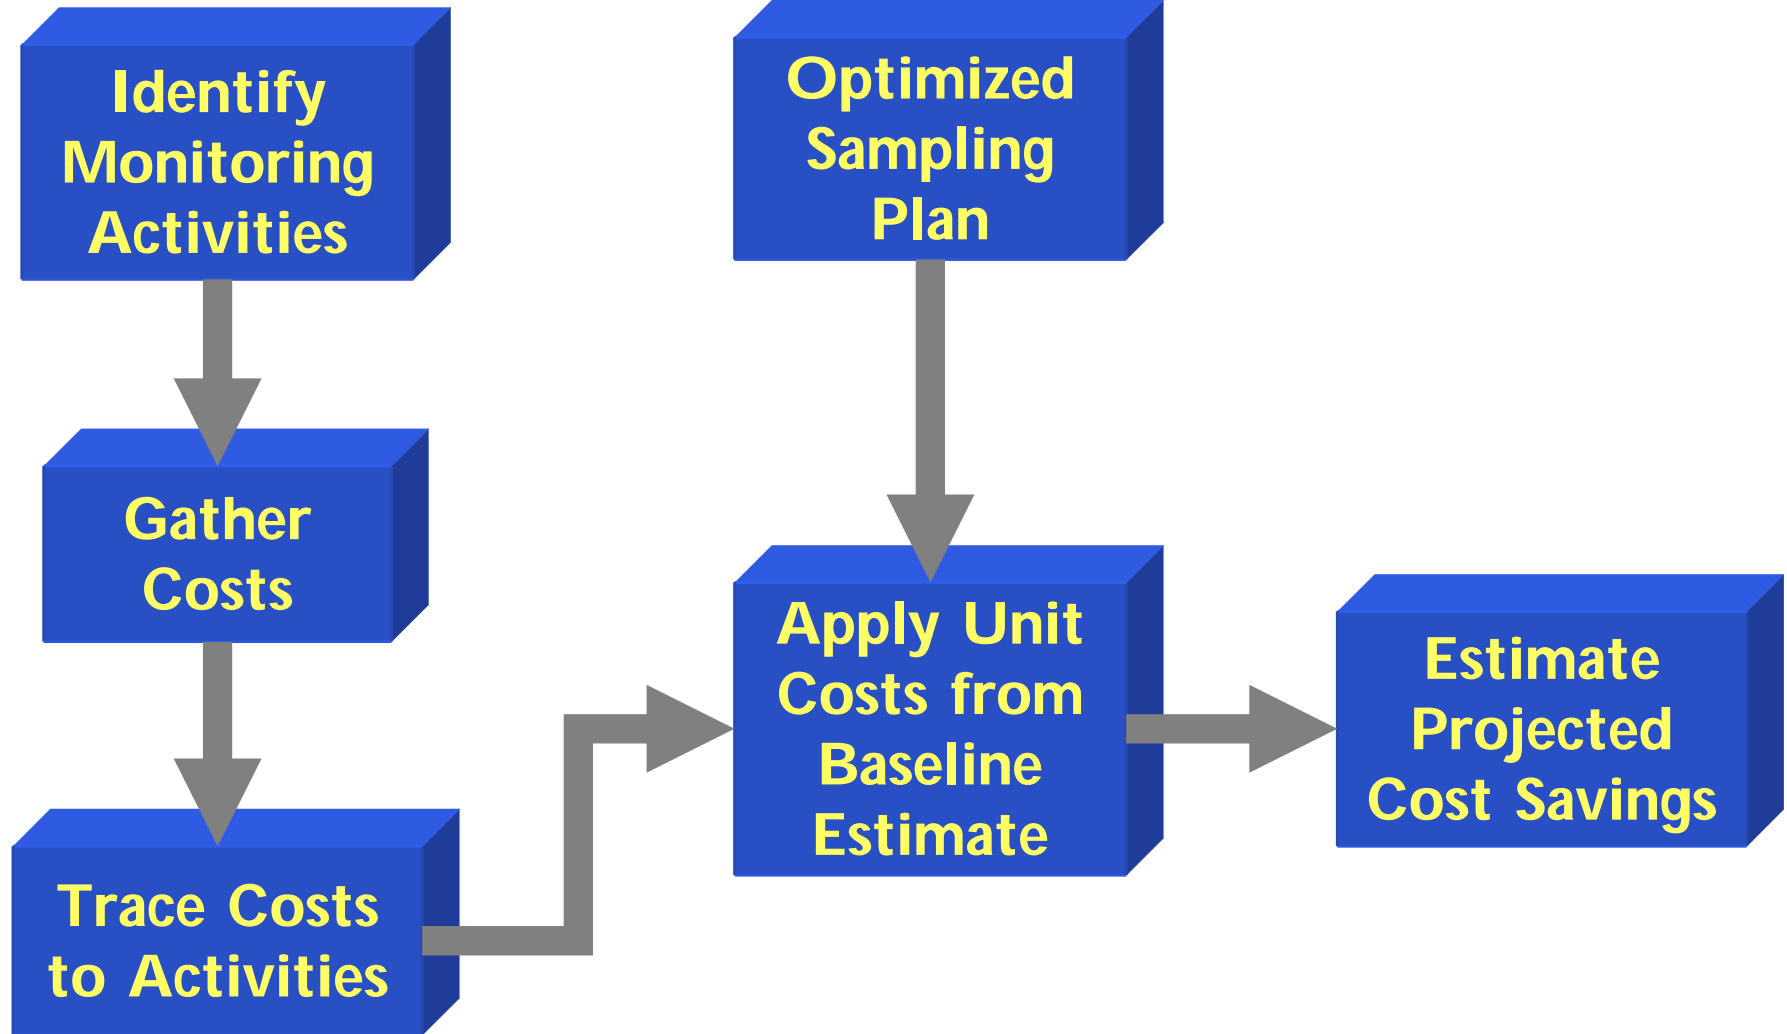 Identify
Monitoring
Activities
Optimized
Sampling
Plan
Gather
Costs
Apply Unit
Costs from
Baseline
Estimate
Estimate
Projected
Cost Savings
Trace Costs
to Activities